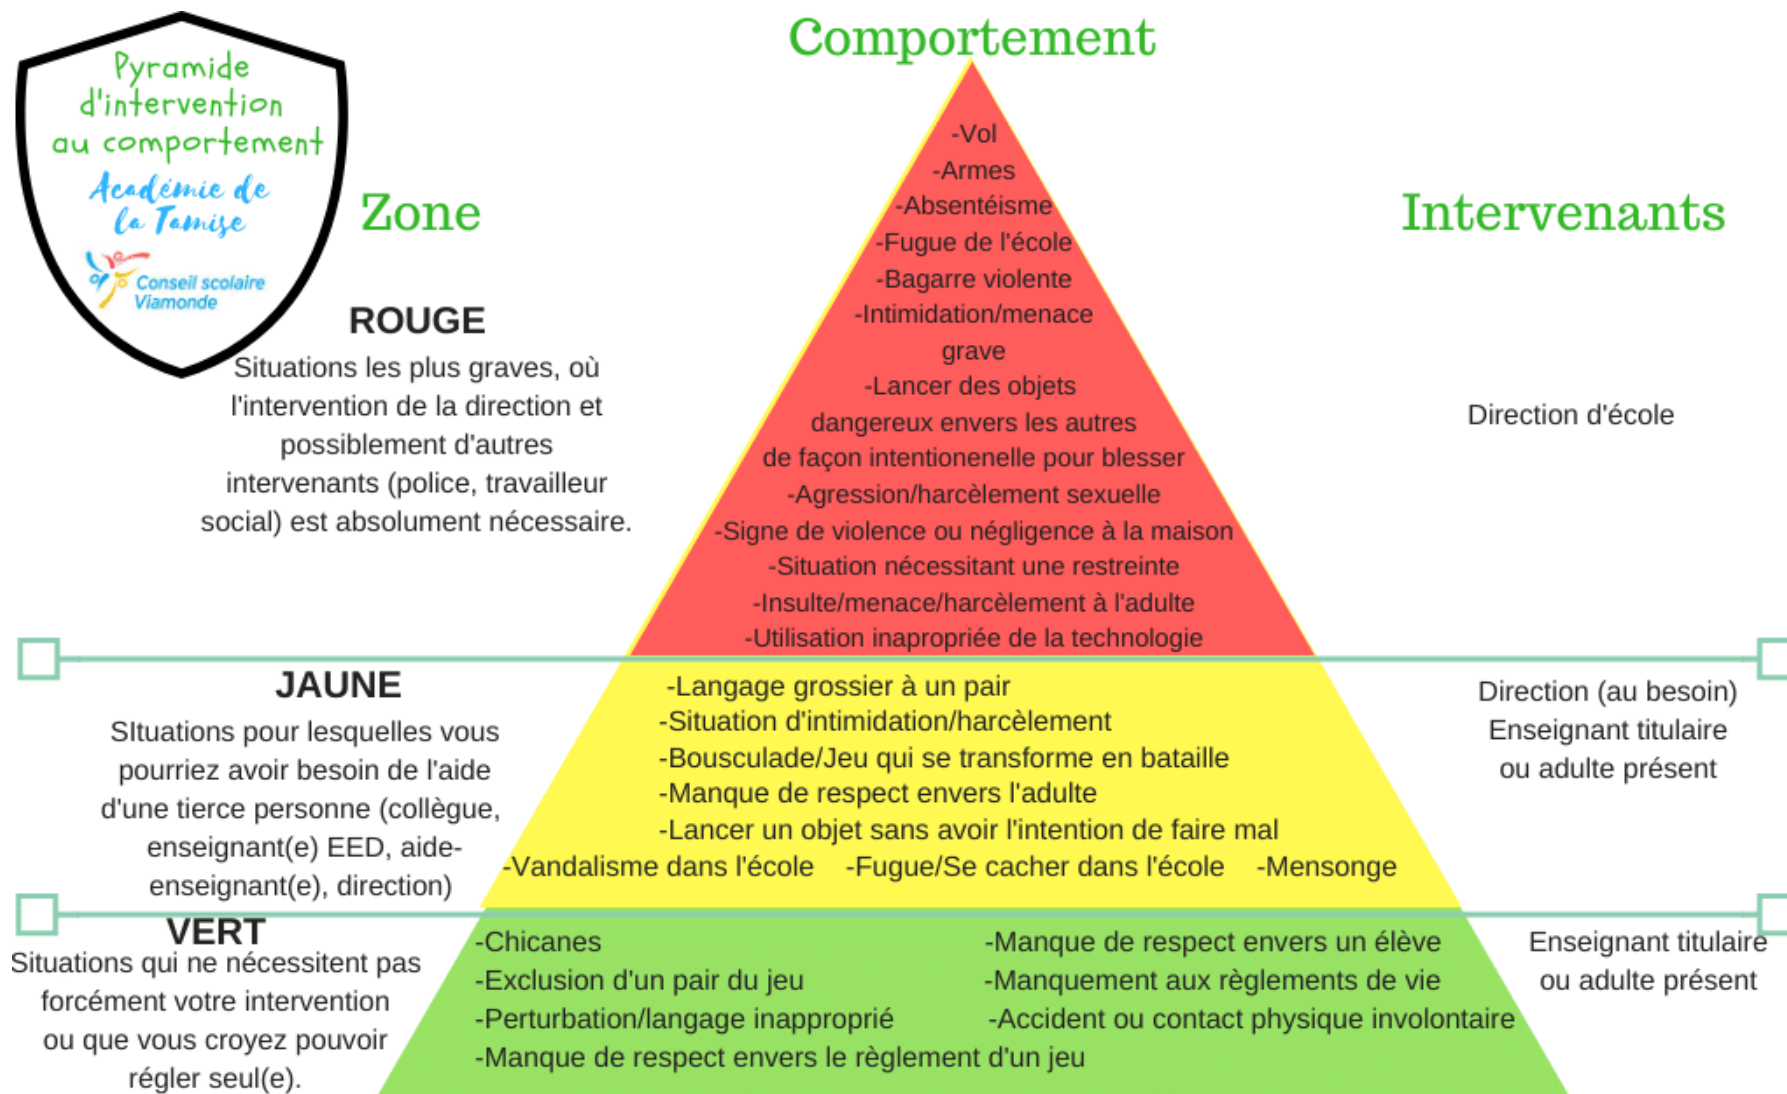 Pyramide
d'intervention
au comportement
Académie de
la Tamise
Conseil scolaire
Viamonde
Comportement
Zone
Intervenants
ROUGE
Situations les plus graves, où
l'intervention de la direction et
possiblement d'autres
intervenants (police, travailleur
social) est absolument nécessaire.
-Vol
-Armes
-Absentéisme
-Fugue de l'école
-Bagarre violente
-Intimidation/menace
grave
-Lancer des objets
dangereux envers les autres
de façon intentionenelle pour blesser
-Agression/harcèlement sexuelle
-Signe de violence ou négligence à la maison
-Situation nécessitant une restreinte
-Insulte/menace/harcèlement à l'adulte
-Utilisation inapropriée de la technologie
Direction d'école
JAUNE
SItuations pour lesquelles vous
pourriez avoir besoin de l'aide
d'une tierce personne (collègue,
enseignant(e) EED, aide-
enseignant(e), direction)
-Langage grossier à un pair
-Situation d'intimidation/harcèlement
-Bousculade/Jeu qui se transforme en bataille
-Manque de respect envers l'adulte
-Lancer un objet sans avoir l'intention de faire mal
-Vandalisme dans l'école -Fugue/Se cacher dans l'école -Mensonge
Direction (au besoin)
Enseignant titulaire
ou adulte présent
VERT
Situations qui ne nécessitent pas
forcément votre intervention
ou que vous croyez pouvoir
régler seul(e).
-Chicanes
-Exclusion d'un pair du jeu
-Perturbation/langage inapproprié
-Manque de respect envers le règlement d'un jeu
-Manque de respect envers un élève
-Manquement aux règlements de vie
-Accident ou contact physique involontaire
Enseignant titulaire
ou adulte présent